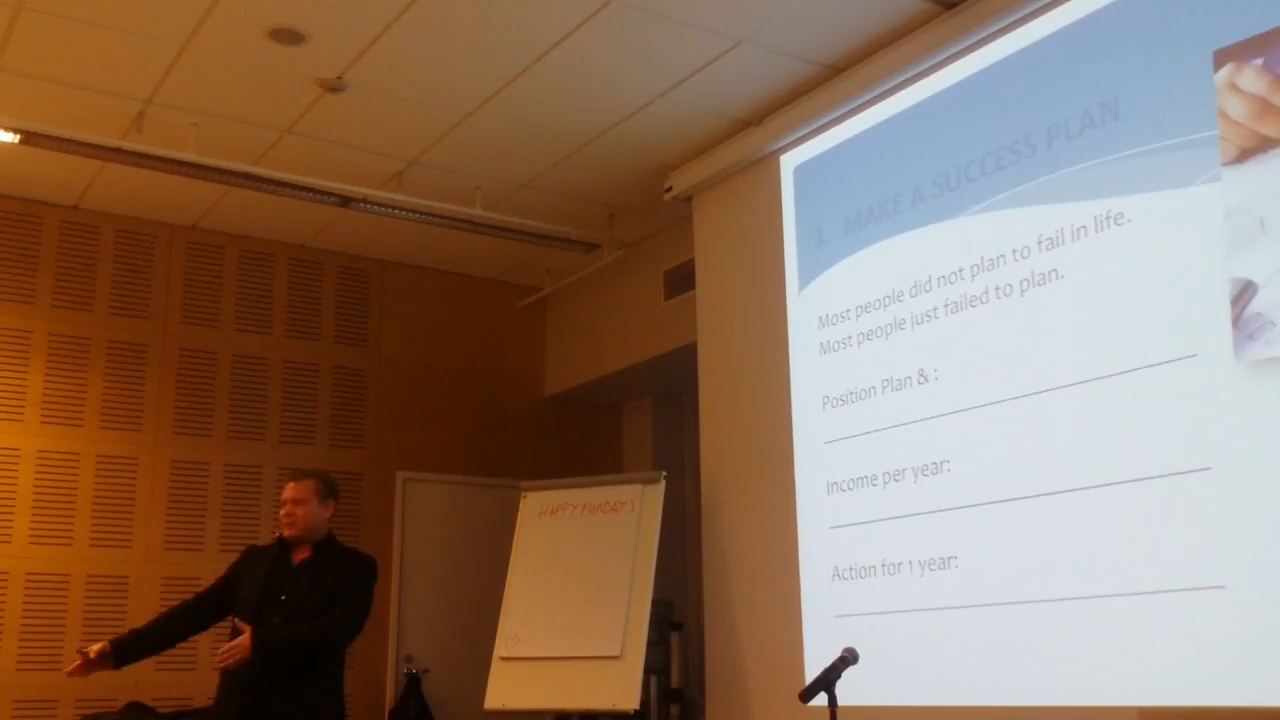 HAPPY MONDAYS
3. MAKE A SUCCESS PLAN
Most people did not plan to fail in life.
Most people just failed to plan.
Position Plan & :
Income per year:
Action for 1 year: